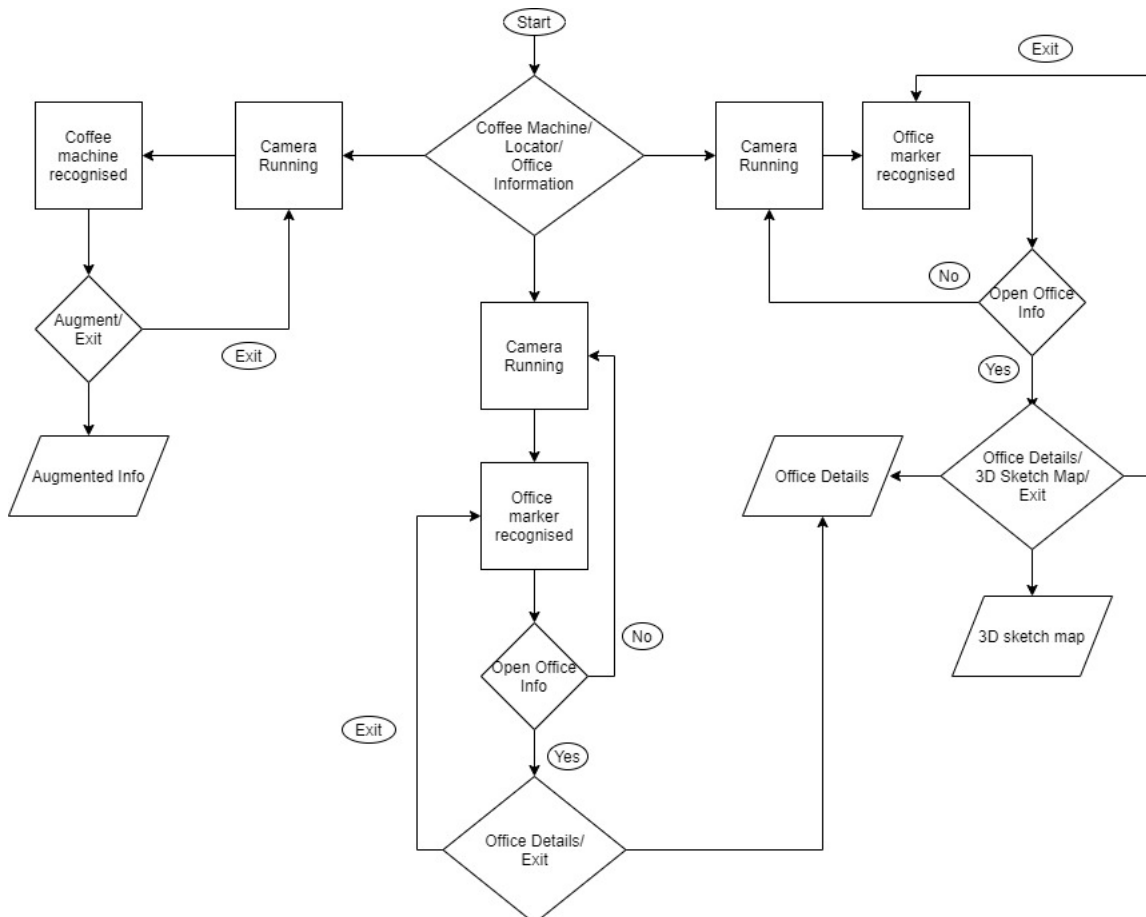 Start
Exit
Coffee
machine
recognised
Camera
Running
Coffee Machine/
Locator/
Office
Information
Camera
Running
Office
marker
recognised
No
Open Office
Info
Augment/
Exit
Exit
Camera
Running
Yes
Augmented Info
Office
marker
recognised
Office Details
Office Details/
3D Sketch Map/
Exit
No
3D sketch map
Open Office
Info
Exit
Yes
Office Details/
Exit